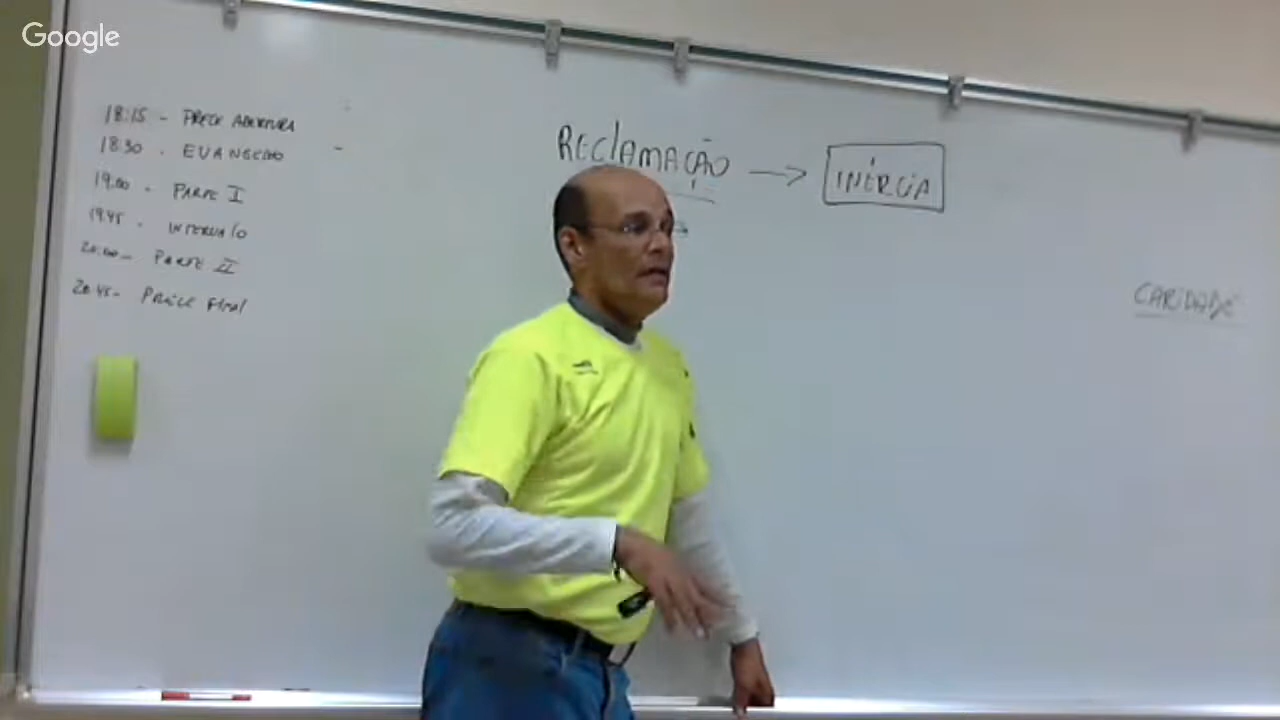 Google
18:15 - PRECE ABERTURA
18:30 - EVANGELHO
19:00 - PARTE I
19:45 - INTERVALO
20:00 - PARTE II
20:45 - PRECE FINAL
RECLAMAÇÃO → INÉRCIA
CARIDADE